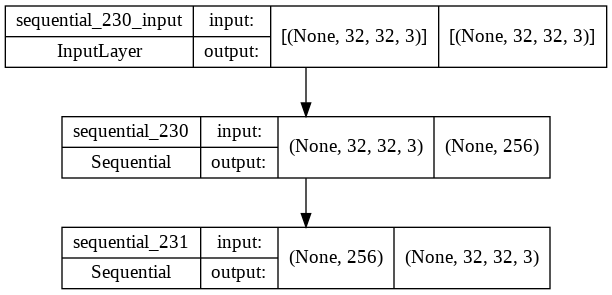 sequential_230_input input: [(None, 32, 32, 3)] [(None, 32, 32, 3)]
InputLayer output:
sequential_230 input: (None, 32, 32, 3) (None, 256)
Sequential output:
sequential_231 input: (None, 256) (None, 32, 32, 3)
Sequential output: